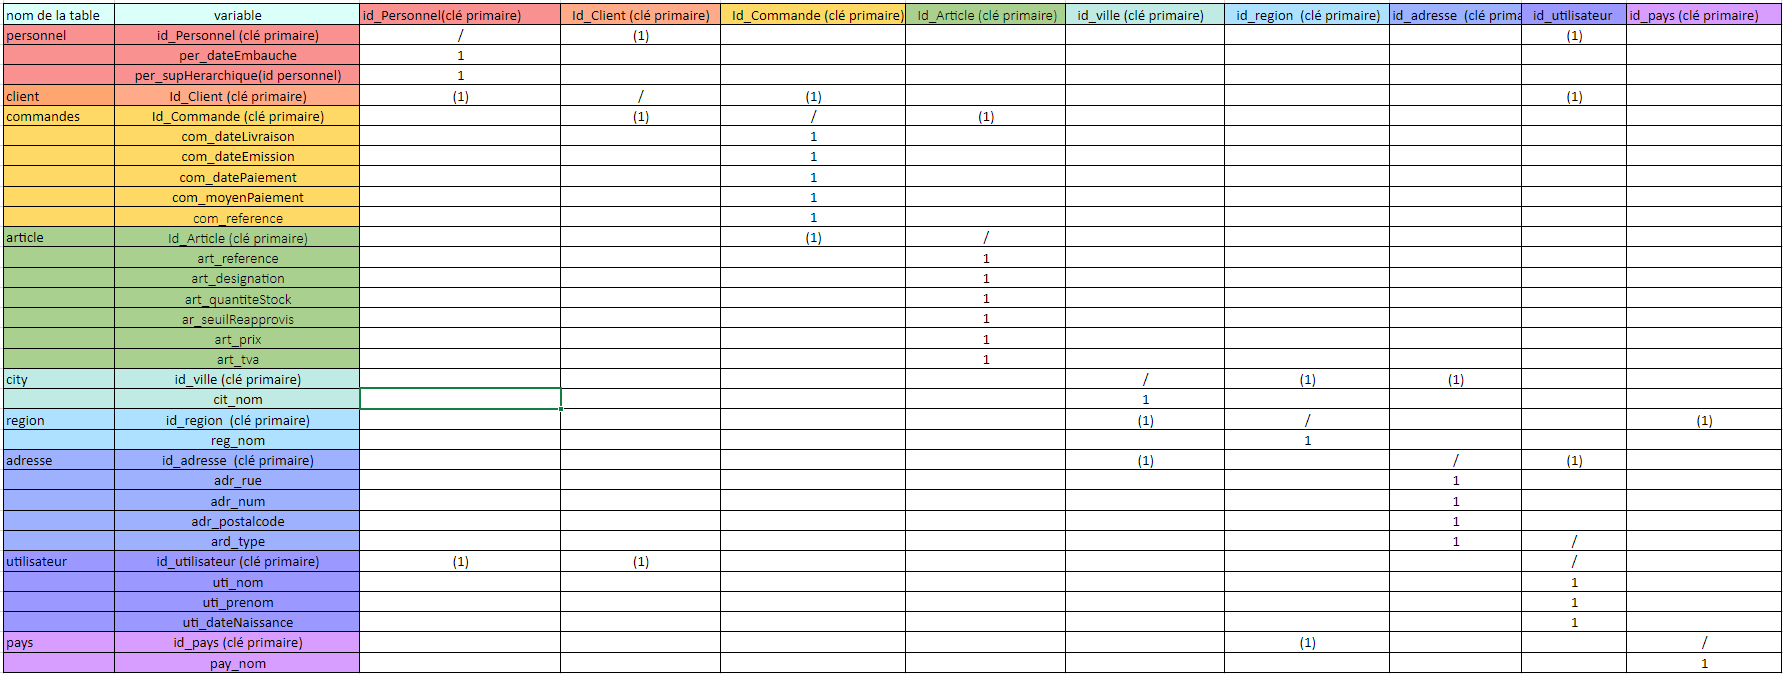 nom de la table variable id_Personnel(clé primaire) Id_Client (clé primaire) Id_Commande (clé primaire) Id_Article (clé primaire) id_ville (clé primaire) id_region (clé primaire) id_adresse (clé prima id_utilisateur id_pays (clé primaire)
personnel id_Personnel (clé primaire) / (1) (1)
per_dateEmbauche 1
per_supHerarchique(id personnel) 1
client Id_Client (clé primaire) (1) / (1) (1)
commandes Id_Commande (clé primaire) (1) / (1)
com_dateLivraison 1
com_dateEmission 1
com_datePaiement 1
com_moyenPaiement 1
com_reference 1
article Id_Article (clé primaire) (1) /
art_reference 1
art_designation 1
art_quantiteStock 1
ar_seuilReapprovis 1
art_prix 1
art_tva 1
city id_ville (clé primaire) / (1) (1)
cit_nom 1
region id_region (clé primaire) (1) / (1)
reg_nom 1
adresse id_adresse (clé primaire) (1) / (1)
adr_rue 1
adr_num 1
adr_postalcode 1
ard_type 1 /
utilisateur id_utilisateur (clé primaire) (1) (1) /
uti_nom 1
uti_prenom 1
uti_dateNaissance 1
pays id_pays (clé primaire) (1) /
pay_nom 1